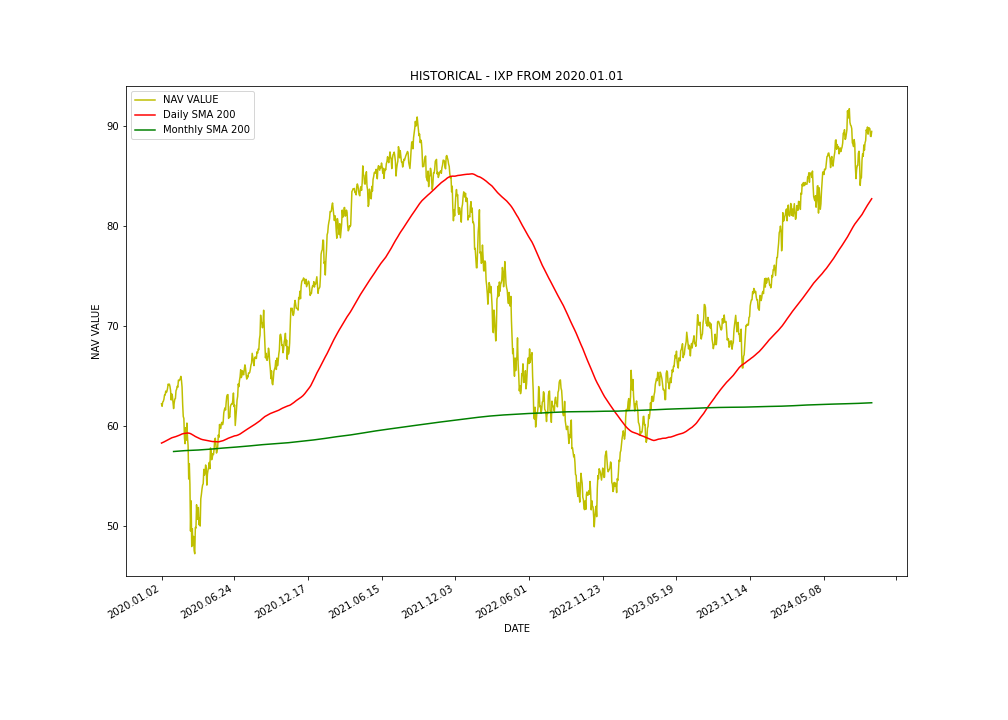 HISTORICAL - IXP FROM 2020.01.01
NAV VALUE
Daily SMA 200
Monthly SMA 200
NAV VALUE
90
80
70
60
50
2020.01.02
2020.06.24
2020.12.17
2021.06.15
2021.12.03
2022.06.01
2022.11.23
2023.05.19
2023.11.14
2024.05.08
DATE